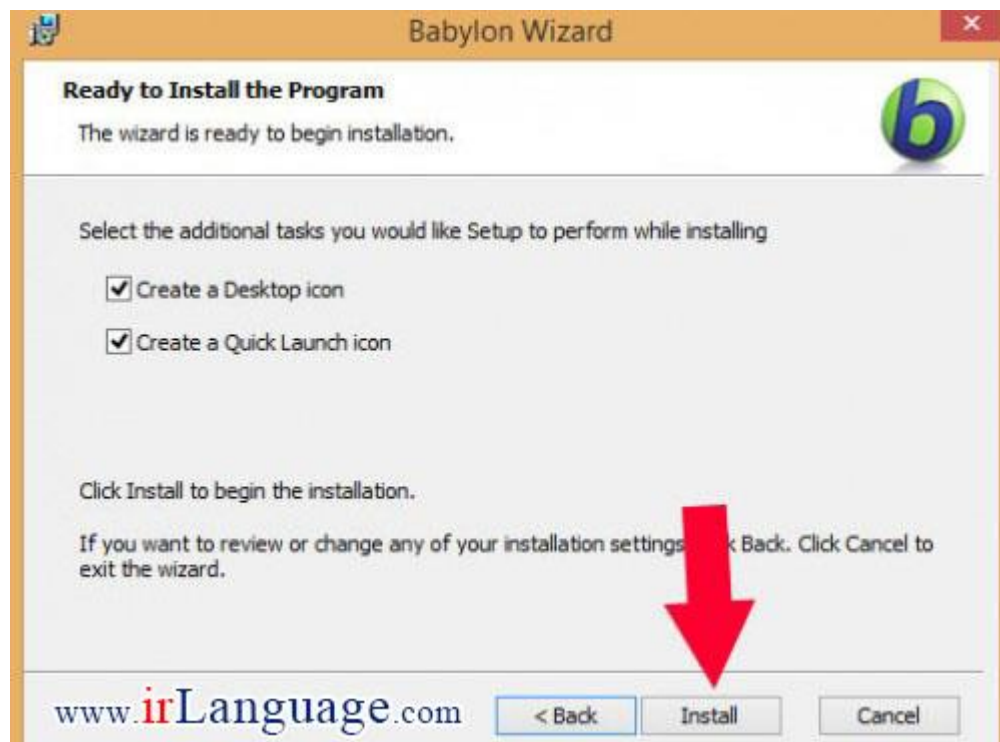 Babylon Wizard
Ready to Install the Program
The wizard is ready to begin installation.
b
Select the additional tasks you would like Setup to perform while installing
Create a Desktop icon
Create a Quick Launch icon
Click Install to begin the installation.
If you want to review or change any of your installation settings Back. Click Cancel to
exit the wizard.
www.irLanguage.com
< Back Install Cancel